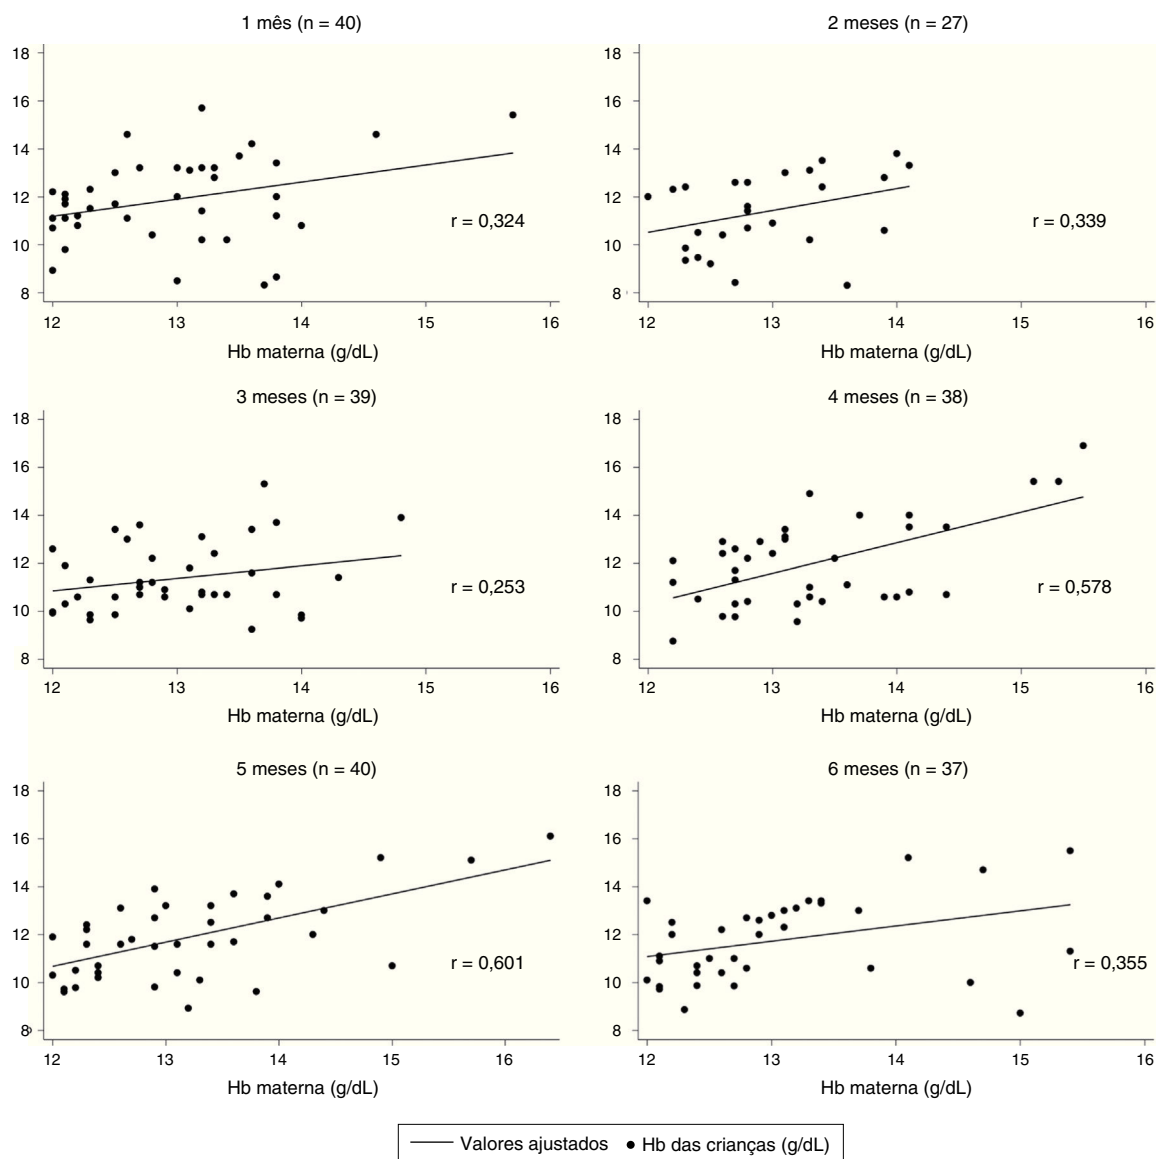 1 mês (n = 40)
18
16
14
12
10
8
r = 0,324
12 13 14 15 16
Hb materna (g/dL)
2 meses (n = 27)
18
16
14
12
10
8
r = 0,339
12 13 14 15 16
Hb materna (g/dL)
3 meses (n = 39)
18
16
14
12
10
8
r = 0,253
12 13 14 15 16
Hb materna (g/dL)
4 meses (n = 38)
18
16
14
12
10
8
r = 0,578
12 13 14 15 16
Hb materna (g/dL)
5 meses (n = 40)
18
16
14
12
10
8
r = 0,601
12 13 14 15 16
Hb materna (g/dL)
6 meses (n = 37)
18
16
14
12
10
8
r = 0,355
12 13 14 15 16
Hb materna (g/dL)
Valores ajustados Hb das crianças (g/dL)